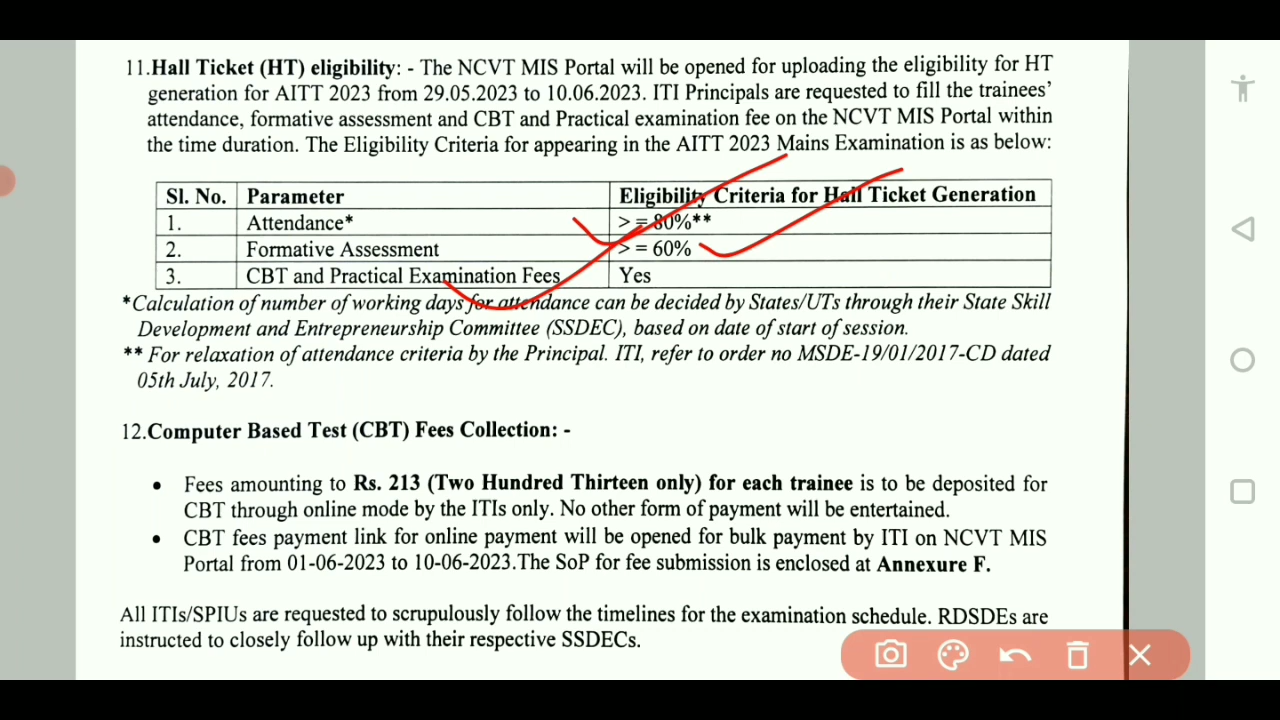 11.Hall Ticket (HT) eligibility: - The NCVT MIS Portal will be opened for uploading the eligibility for HT
generation for AITT 2023 from 29.05.2023 to 10.06.2023. ITI Principals are requested to fill the trainees’
attendance, formative assessment and CBT and Practical examination fee on the NCVT MIS Portal within
the time duration. The Eligibility Criteria for appearing in the AITT 2023 Mains Examination is as below:
Sl. No. Parameter Eligibility Criteria for Hall Ticket Generation
1. Attendance* > = 80%**
2. Formative Assessment > = 60%
3. CBT and Practical Examination Fees Yes
*Calculation of number of working days for attendance can be decided by States/UTs through their State Skill
Development and Entrepreneurship Committee (SSDEC), based on date of start of session.
** For relaxation of attendance criteria by the Principal. ITI, refer to order no MSDE-19/01/2017-CD dated
05th July, 2017.
12.Computer Based Test (CBT) Fees Collection: -
• Fees amounting to Rs. 213 (Two Hundred Thirteen only) for each trainee is to be deposited for
CBT through online mode by the ITIs only. No other form of payment will be entertained.
• CBT fees payment link for online payment will be opened for bulk payment by ITI on NCVT MIS
Portal from 01-06-2023 to 10-06-2023.The SoP for fee submission is enclosed at Annexure F.
All ITIs/SPIUs are requested to scrupulously follow the timelines for the examination schedule. RDSDEs are
instructed to closely follow up with their respective SSDECs.